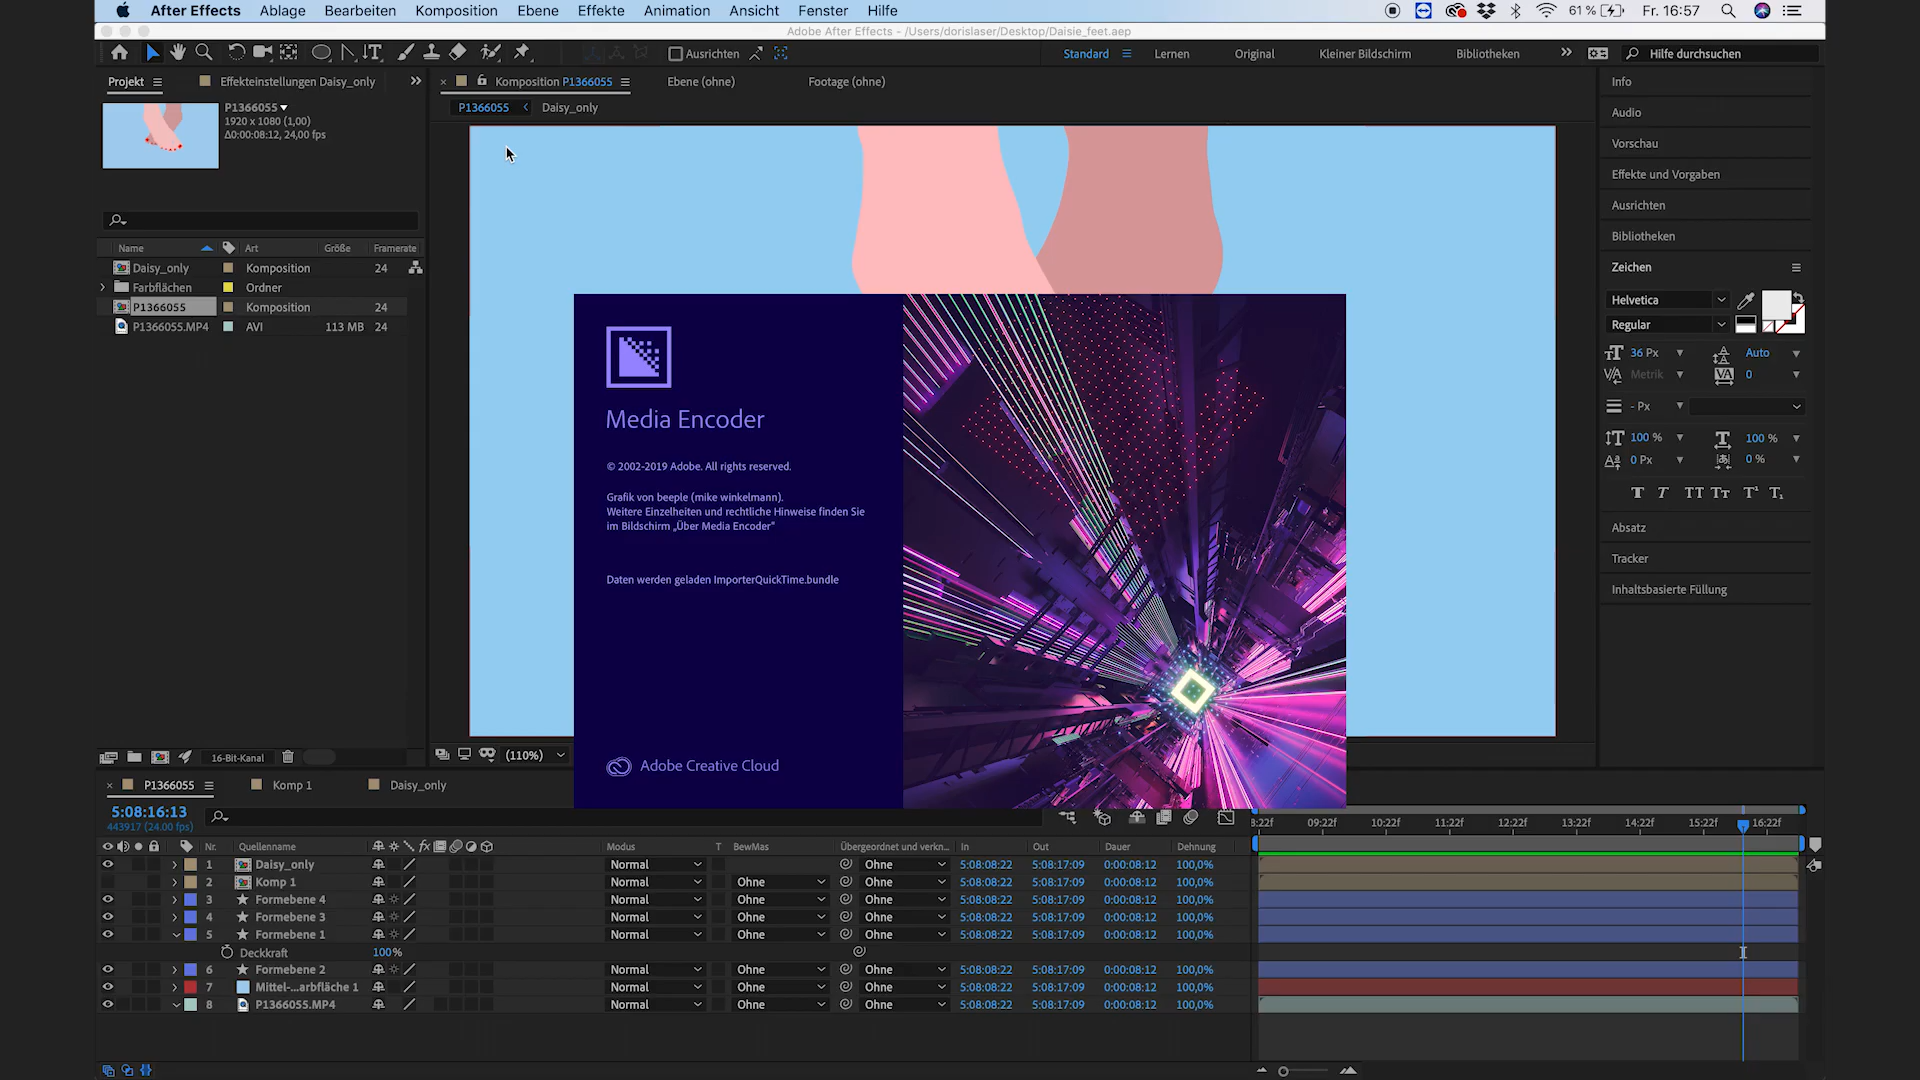 After Effects Ablage Bearbeiten Komposition Ebene Effekte Animation Ansicht Fenster Hilfe 61 % Fr. 16:57
Adobe After Effects - /Users/dorislaser/Desktop/Daisie_feet.aep
Ausrichten Standard Lernen Original Kleiner Bildschirm Bibliotheken Hilfe durchsuchen
Projekt Effekteinstellungen Daisy_only Komposition P1366055 Ebene (ohne) Footage (ohne) Info
P1366055
1920 x 1080 (1,00)
Δ0:00:08:12, 24,00 fps
P1366055 Daisy_only
Audio
Vorschau
Effekte und Vorgaben
Ausrichten
Bibliotheken
Zeichen
Helvetica
Regular
36 Px Auto
Metrik 0
- Px
100 % 100 %
0 Px 0 %
T T TT Tт T¹ T₁
Absatz
Tracker
Inhaltsbasierte Füllung
Name Art Größe Framerate
Daisy_only Komposition 24
Farbflächen Ordner
P1366055 Komposition 24
P1366055.MP4 AVI 113 MB 24
Media Encoder
© 2002-2019 Adobe. All rights reserved.
Grafik von beeple (mike winkelmann).
Weitere Einzelheiten und rechtliche Hinweise finden Sie
im Bildschirm „Über Media Encoder“
Daten werden geladen ImporterQuickTime.bundle
Adobe Creative Cloud
16-Bit-Kanal (110%)
P1366055 Komp 1 Daisy_only
5:08:16:13
443917 (24.00 fps)
8:22f 09:22f 10:22f 11:22f 12:22f 13:22f 14:22f 15:22f 16:22f
Nr. Quellenname fx Modus T BewMas Übergeordnet und verkn... In Out Dauer Dehnung
1 Daisy_only Normal Ohne 5:08:08:22 5:08:17:09 0:00:08:12 100,0%
2 Komp 1 Normal Ohne Ohne 5:08:08:22 5:08:17:09 0:00:08:12 100,0%
3 Formebene 4 Normal Ohne Ohne 5:08:08:22 5:08:17:09 0:00:08:12 100,0%
4 Formebene 3 Normal Ohne Ohne 5:08:08:22 5:08:17:09 0:00:08:12 100,0%
5 Formebene 1 Normal Ohne Ohne 5:08:08:22 5:08:17:09 0:00:08:12 100,0%
Deckkraft 100%
6 Formebene 2 Normal Ohne Ohne 5:08:08:22 5:08:17:09 0:00:08:12 100,0%
7 Mittel-...arbfläche 1 Normal Ohne Ohne 5:08:08:22 5:08:17:09 0:00:08:12 100,0%
8 P1366055.MP4 Normal Ohne Ohne 5:08:08:22 5:08:17:09 0:00:08:12 100,0%